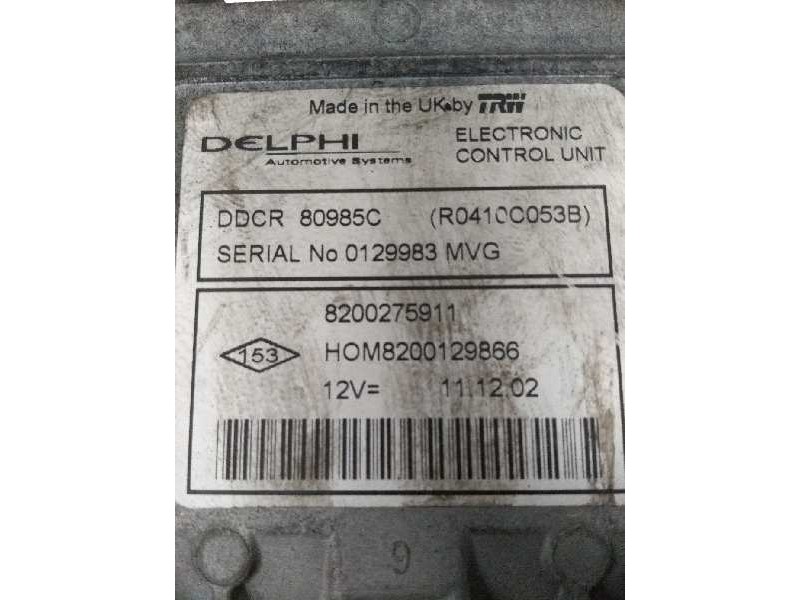 Made in the UK by TRW
DELPHI
Automotive Systems
ELECTRONIC
CONTROL UNIT
DDCR 80985C (R0410C053B)
SERIAL No 0129983 MVG
8200275911
153
HOM8200129866
12V= 11.12.02
9